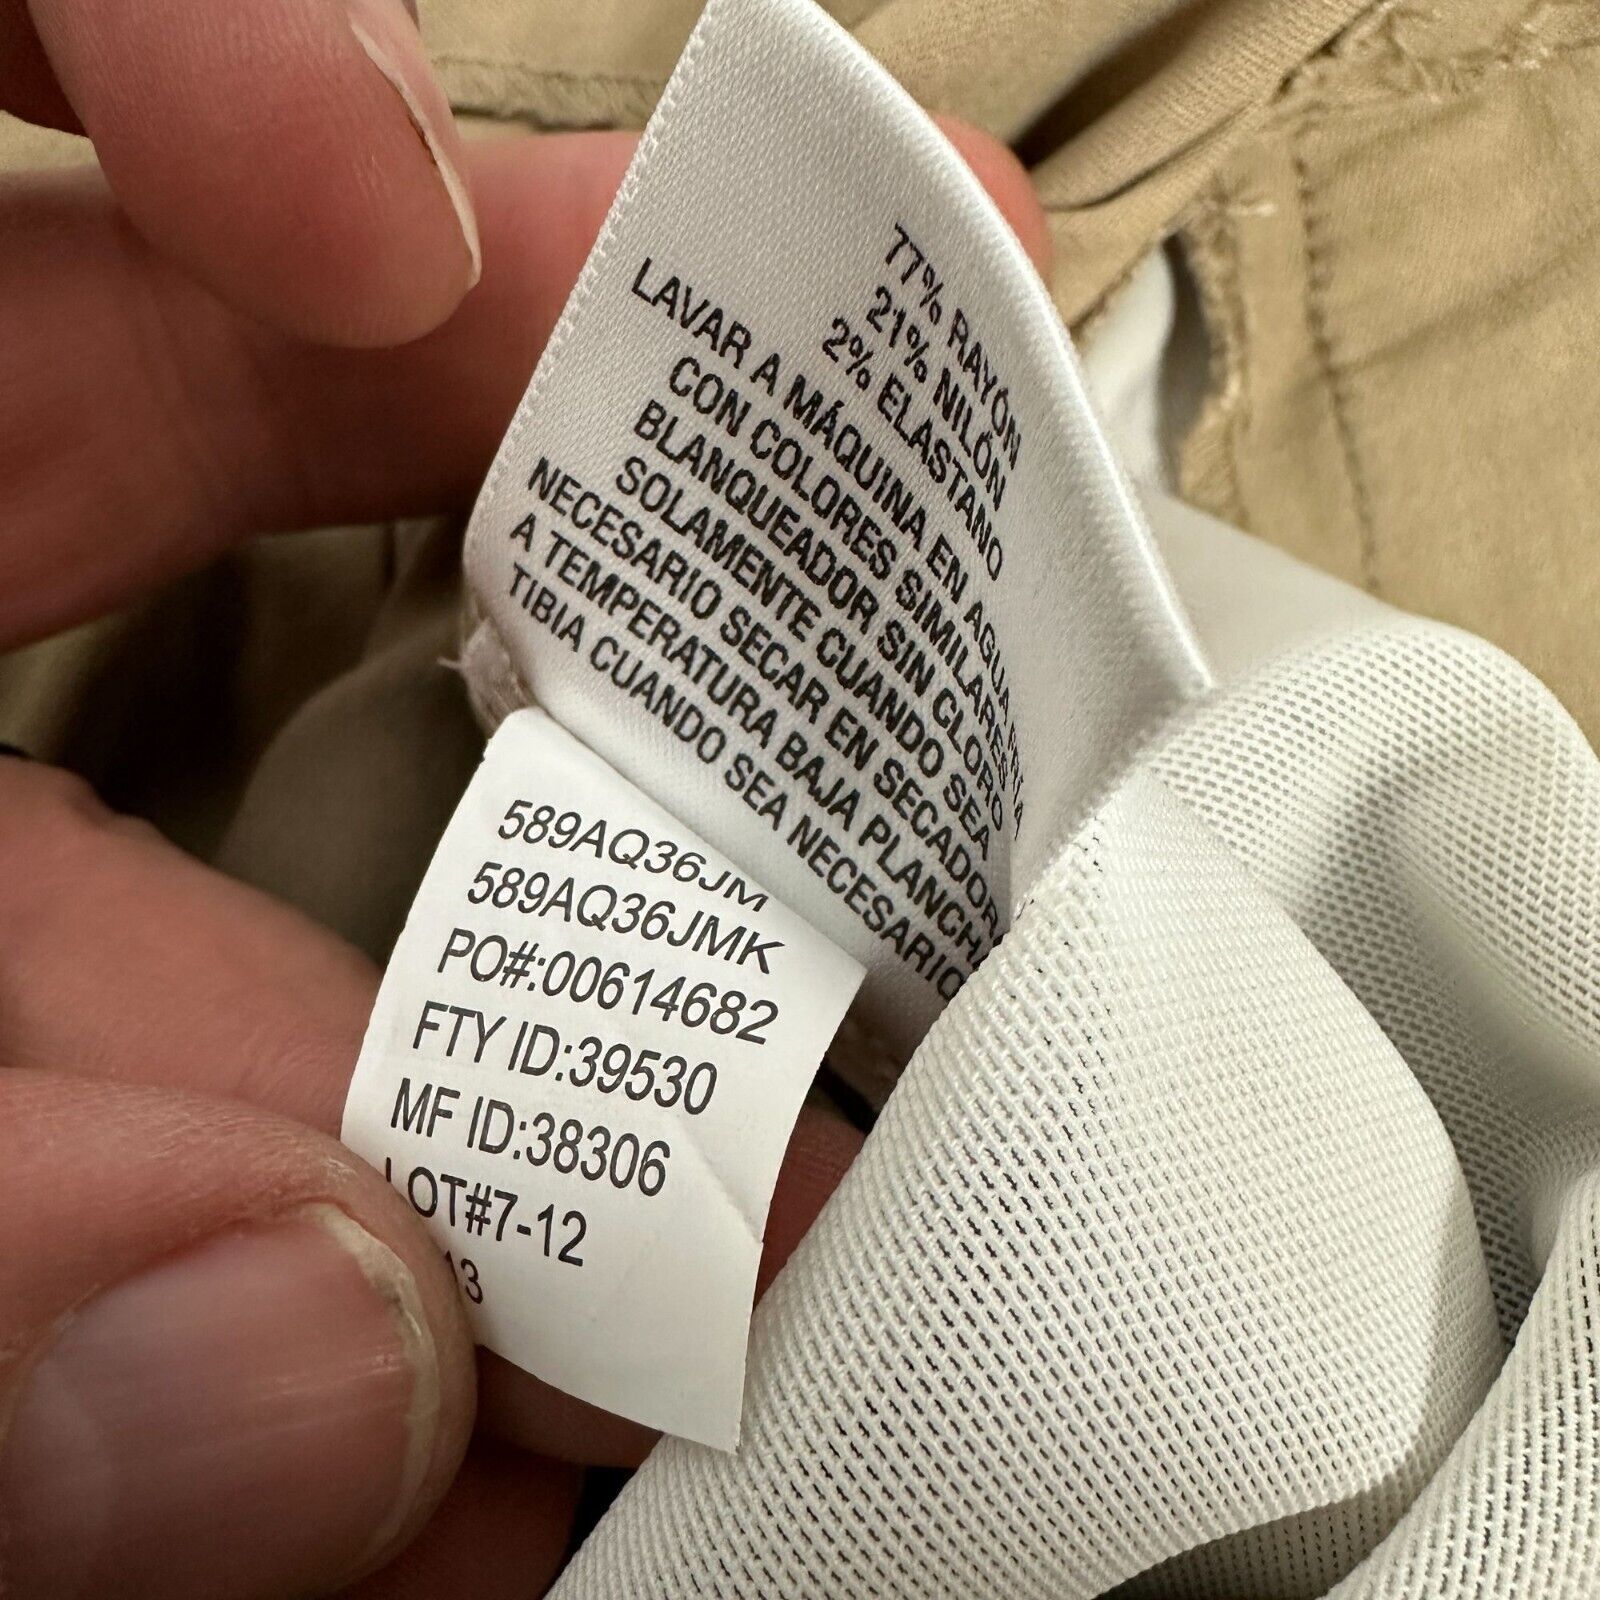 77% RAYÓN
21% NILÓN
2% ELASTANO
LAVAR A MÁQUINA EN AGUA FRÍA
CON COLORES SIMILARES
BLANQUEADOR SIN CLORO
SOLAMENTE CUANDO SEA
NECESARIO SECAR EN SECADORA
A TEMPERATURA BAJA PLANCHA
TIBIA CUANDO SEA NECESARIO
589AQ36JM
589AQ36JMK
PO#:00614682
FTY ID:39530
MF ID:38306
LOT#7-12